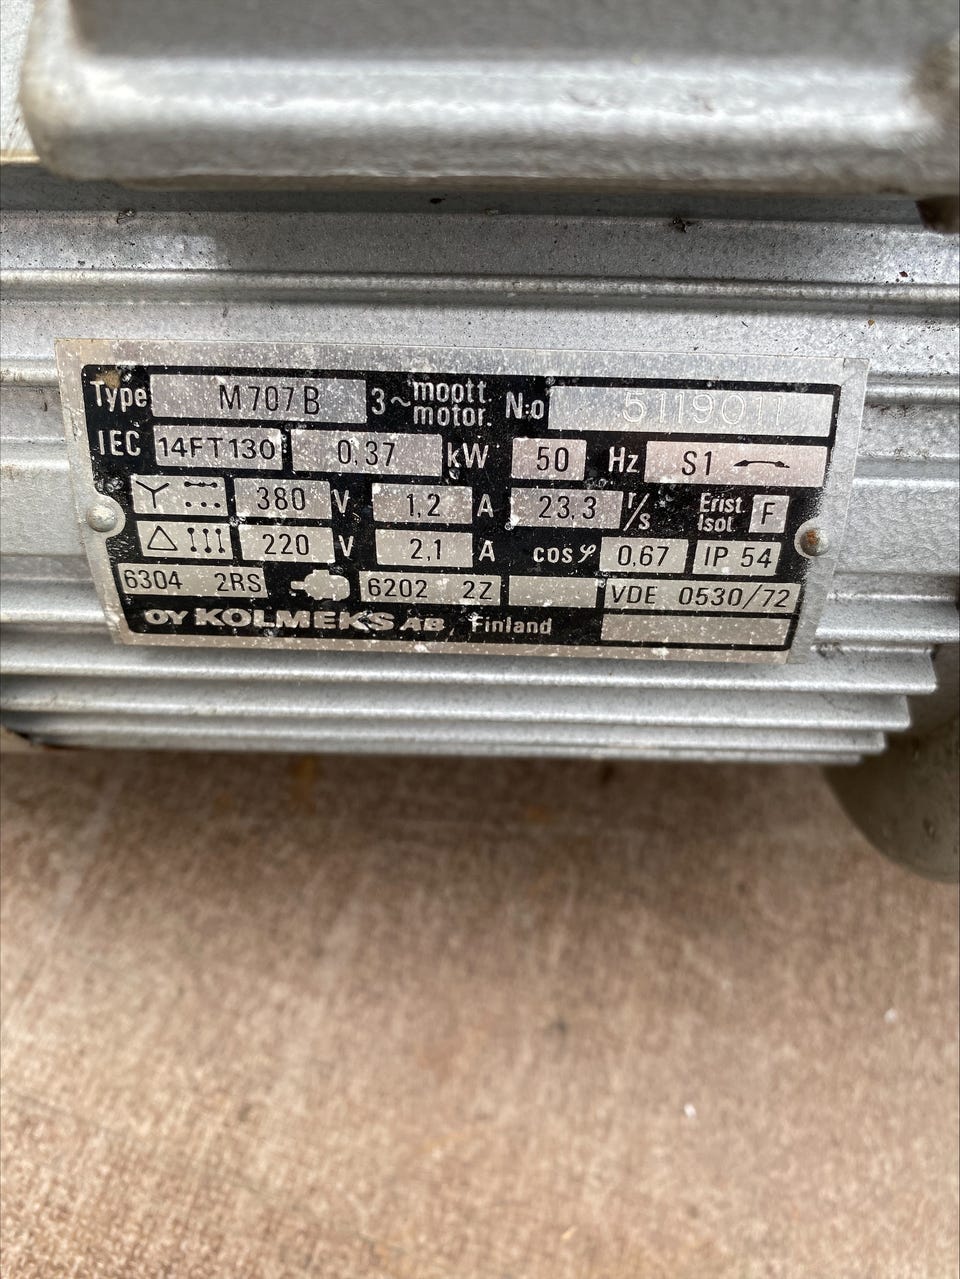 Type M707B 3~ moott. motor. N:o 5119011
IEC 14FT130 0,37 kW 50 Hz S1
Y 380 V 1,2 A 23,3 r/s Erist. Isol. F
△ 220 V 2,1 A cosφ 0,67 IP 54
6304 2RS 6202 2Z VDE 0530/72
OY KOLMEKS AB, Finland